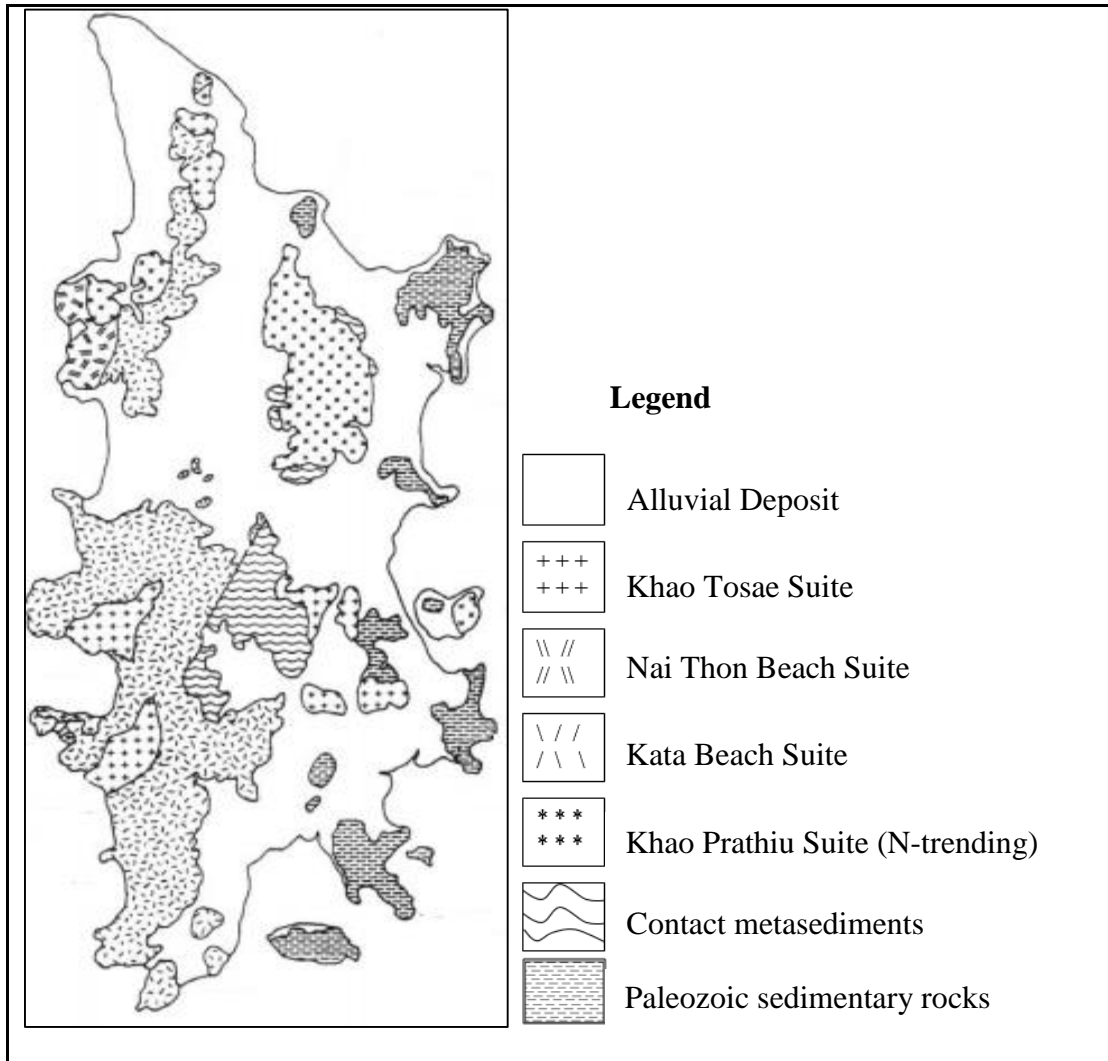 Legend
Alluvial Deposit
Khao Tosae Suite
Nai Thon Beach Suite
Kata Beach Suite
Khao Prathiu Suite (N-trending)
Contact metasediments
Paleozoic sedimentary rocks